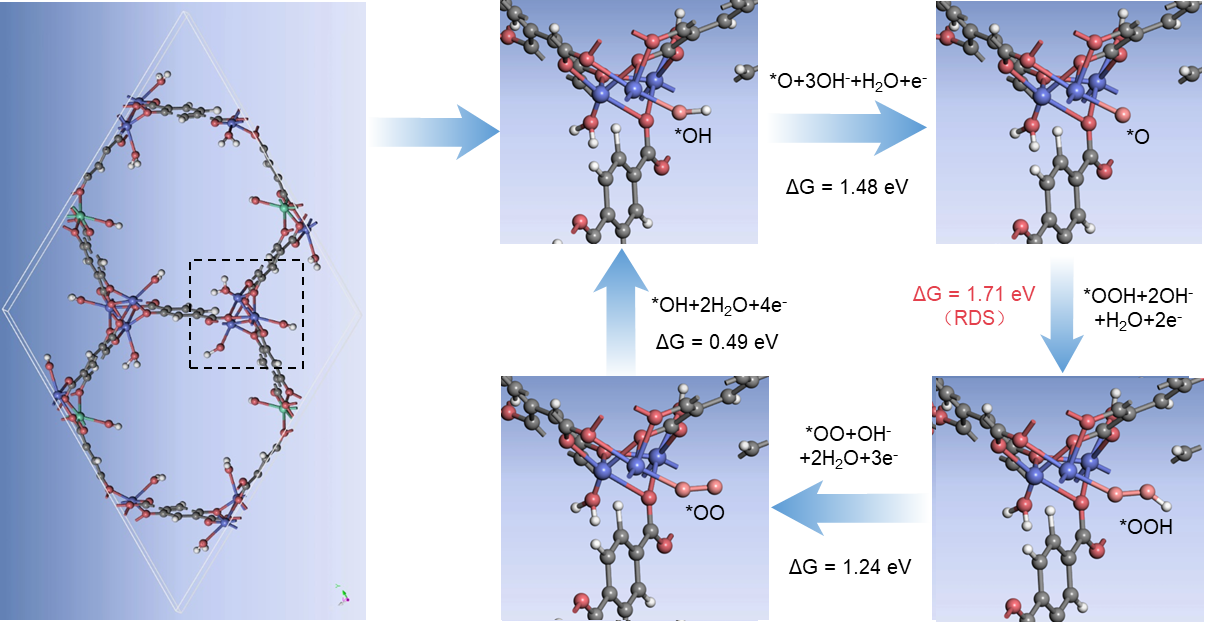 *OH
*O+3OH⁻+H₂O+e⁻
ΔG = 1.48 eV
*O
ΔG = 1.71 eV
（RDS）
*OOH+2OH⁻
+H₂O+2e⁻
*OOH
*OO+OH⁻
+2H₂O+3e⁻
ΔG = 1.24 eV
*OO
*OH+2H₂O+4e⁻
ΔG = 0.49 eV